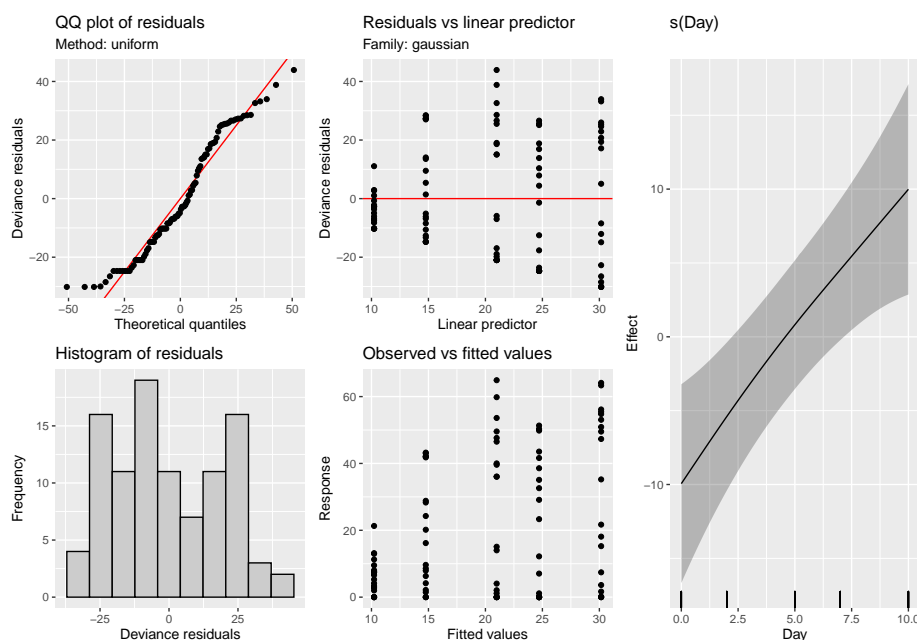 QQ plot of residuals
Method: uniform
40
20
0
−20
Deviance residuals
−50
−25
0
25
50
Theoretical quantiles
Residuals vs linear predictor
Family: gaussian
40
20
0
−20
Deviance residuals
10
15
20
25
30
Linear predictor
Histogram of residuals
15
10
5
0
Frequency
−25
0
25
Deviance residuals
Observed vs fitted values
60
40
20
0
Response
10
15
20
25
30
Fitted values
s(Day)
10
0
−10
Effect
0.0
2.5
5.0
7.5
10.0
Day